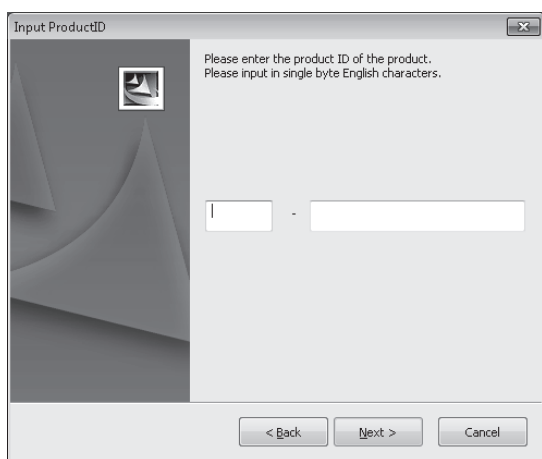 Input ProductID
Please enter the product ID of the product.
Please input in single byte English characters.
-
< Back
Next >
Cancel